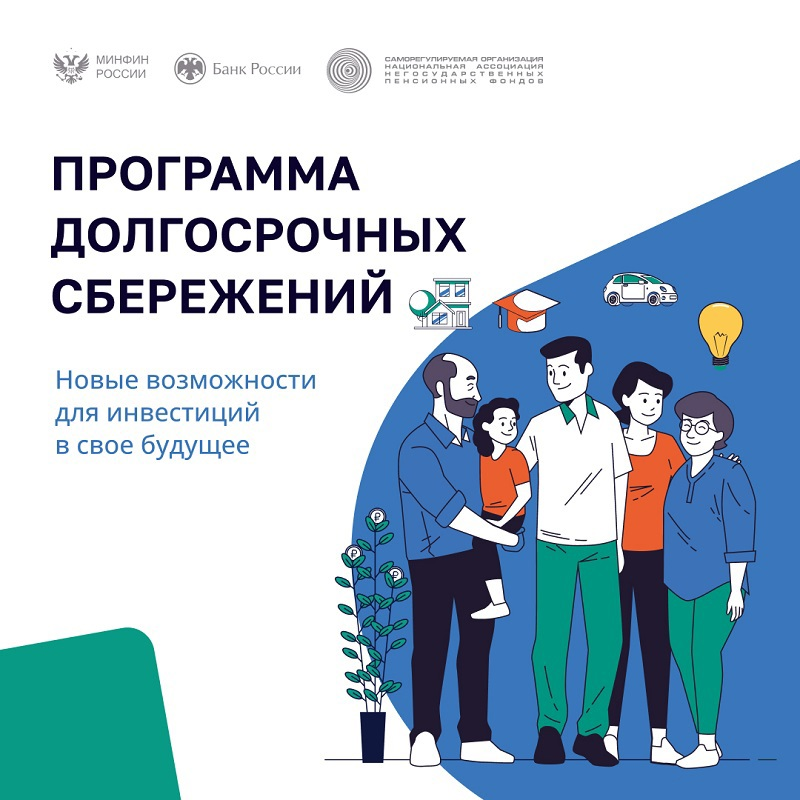 МИНФИН
РОССИИ
Банк России
САМОРЕГУЛИРУЕМАЯ ОРГАНИЗАЦИЯ
НАЦИОНАЛЬНАЯ АССОЦИАЦИЯ
НЕГОСУДАРСТВЕННЫХ
ПЕНСИОННЫХ ФОНДОВ
ПРОГРАММА
ДОЛГОСРОЧНЫХ
СБЕРЕЖЕНИЙ
Новые возможности
для инвестиций
в свое будущее
₽
₽
₽